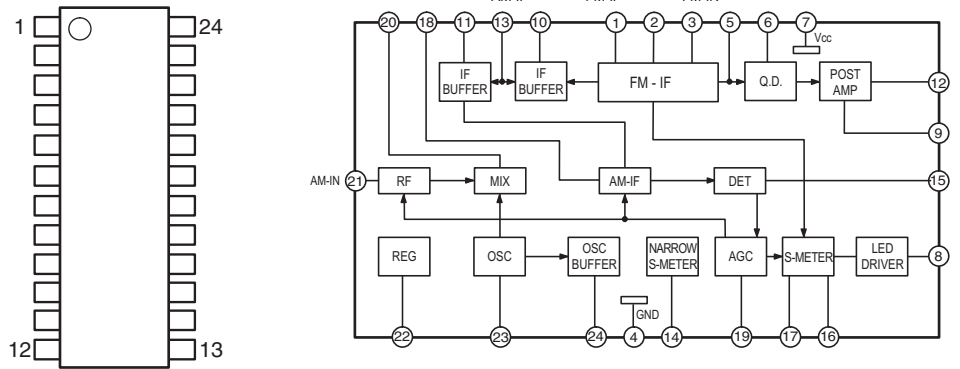 1
24
12
13
20
18
11
13
10
1
2
3
5
6
7
Vcc
IF
BUFFER
IF
BUFFER
FM - IF
Q.D.
POST
AMP
12
9
AM-IN
21
RF
MIX
AM-IF
DET
15
REG
OSC
OSC
BUFFER
NARROW
S-METER
AGC
S-METER
LED
DRIVER
8
GND
22
23
24
4
14
19
17
16